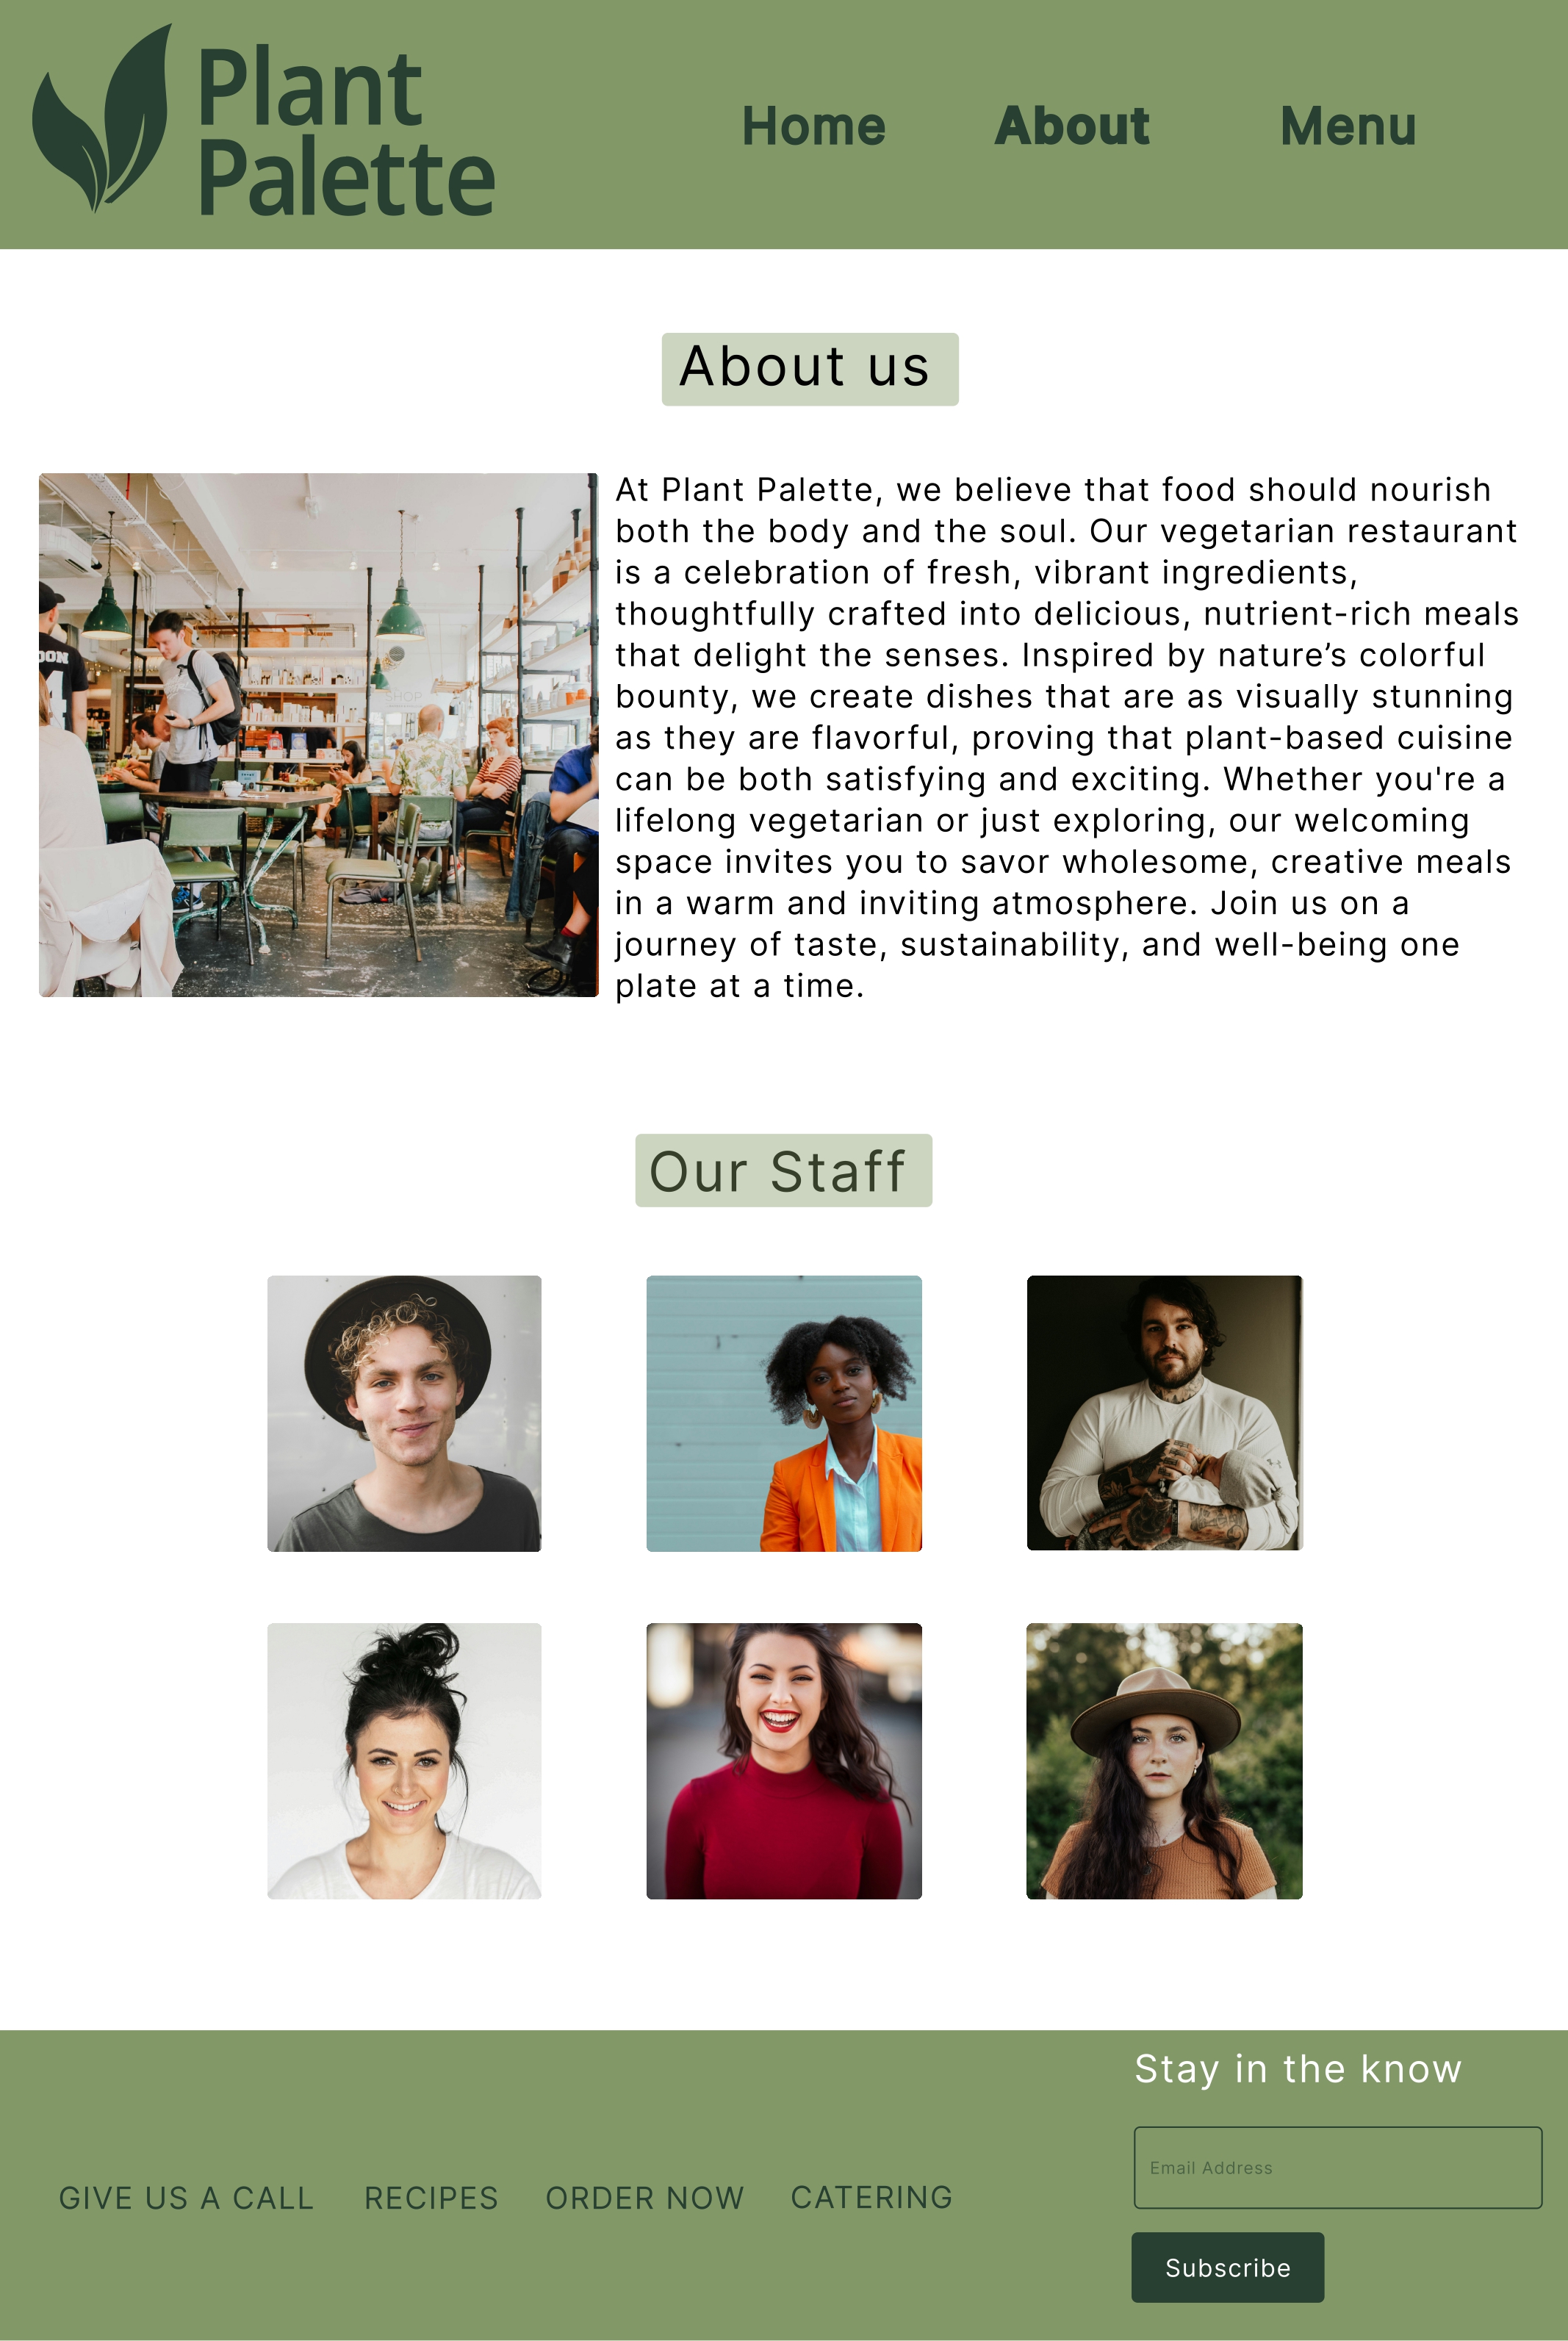 Plant
Palette
Home About Menu
About us
At Plant Palette, we believe that food should nourish
both the body and the soul. Our vegetarian restaurant
is a celebration of fresh, vibrant ingredients,
thoughtfully crafted into delicious, nutrient-rich meals
that delight the senses. Inspired by nature’s colorful
bounty, we create dishes that are as visually stunning
as they are flavorful, proving that plant-based cuisine
can be both satisfying and exciting. Whether you're a
lifelong vegetarian or just exploring, our welcoming
space invites you to savor wholesome, creative meals
in a warm and inviting atmosphere. Join us on a
journey of taste, sustainability, and well-being one
plate at a time.
SHOP
Our Staff
Stay in the know
Email Address
GIVE US A CALL RECIPES ORDER NOW CATERING
Subscribe